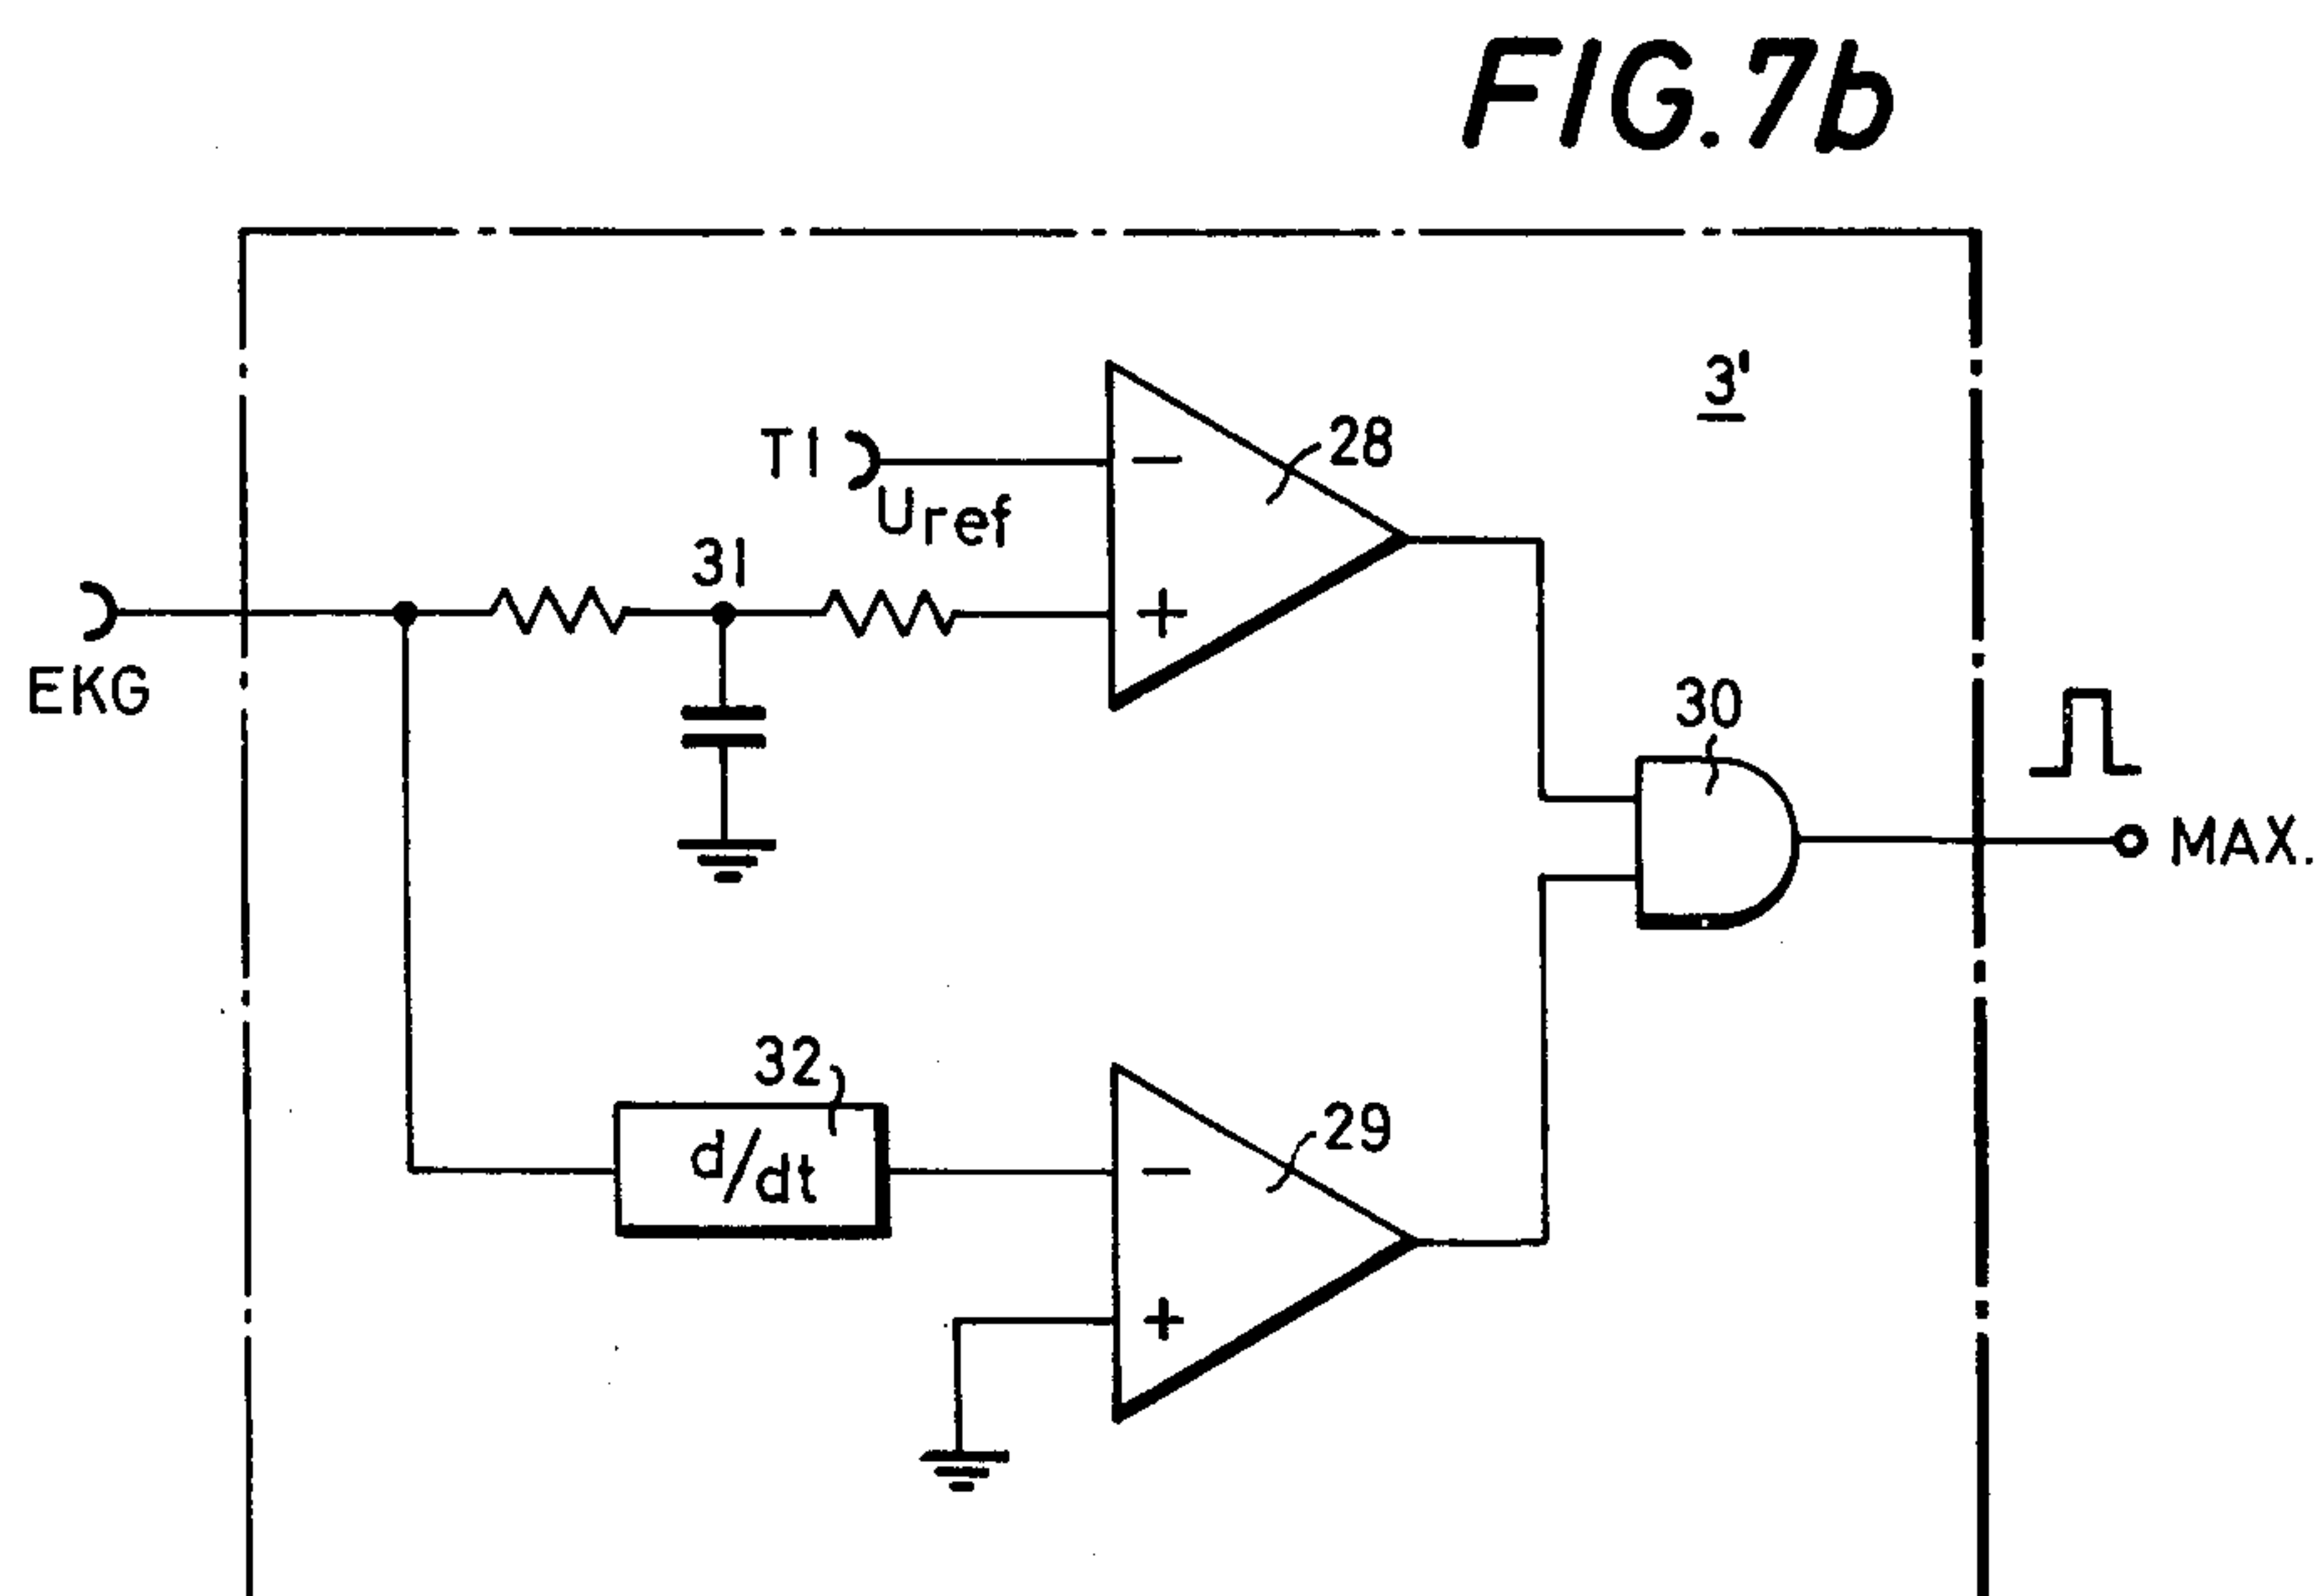 FIG.7b
3'
T1
28
Uref
31
EKG
30
MAX.
32
d/dt
29
−
+
−
+